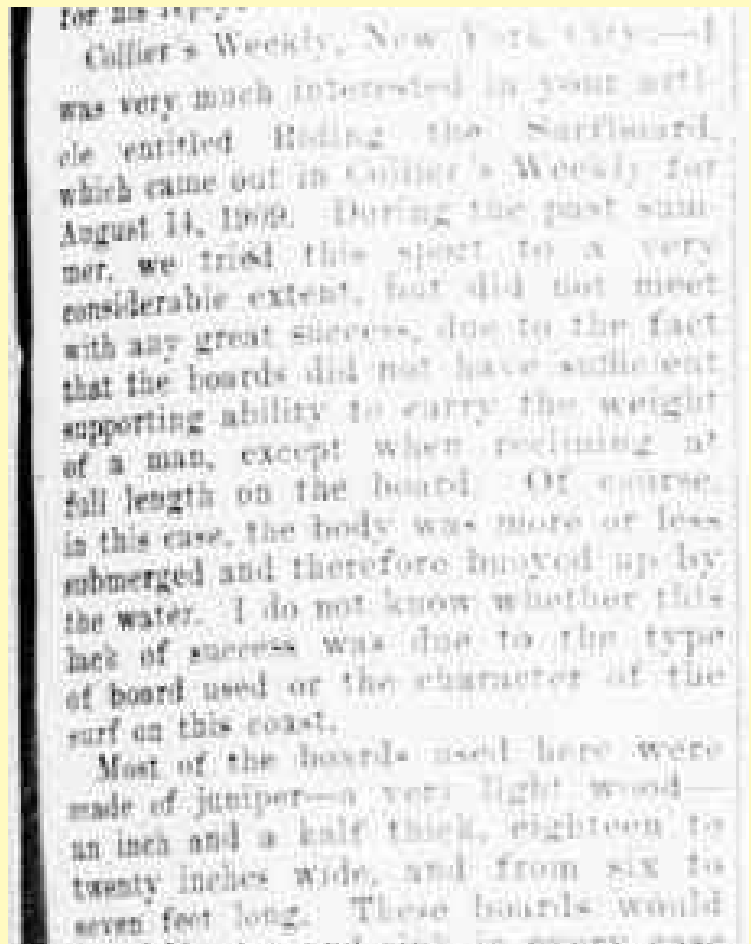 for his
Collier's Weekly, New York City.—I
was very much interested in your arti-
cle entitled Riding the Surfboard,
which came out in Collier's Weekly for
August 14, 1909. During the past sum-
mer, we tried this sport to a very
considerable extent, but did not meet
with any great success, due to the fact
that the boards did not have sufficient
supporting ability to carry the weight
of a man, except when reclining at
full length on the board. Of course,
in this case, the body was more or less
submerged and therefore buoyed up by
the water. I do not know whether this
lack of success was due to the type
of board used or the character of the
surf on this coast.
Most of the boards used here were
made of juniper—a very light wood—
an inch and a half thick, eighteen to
twenty inches wide, and from six to
seven feet long. These boards would
in every case